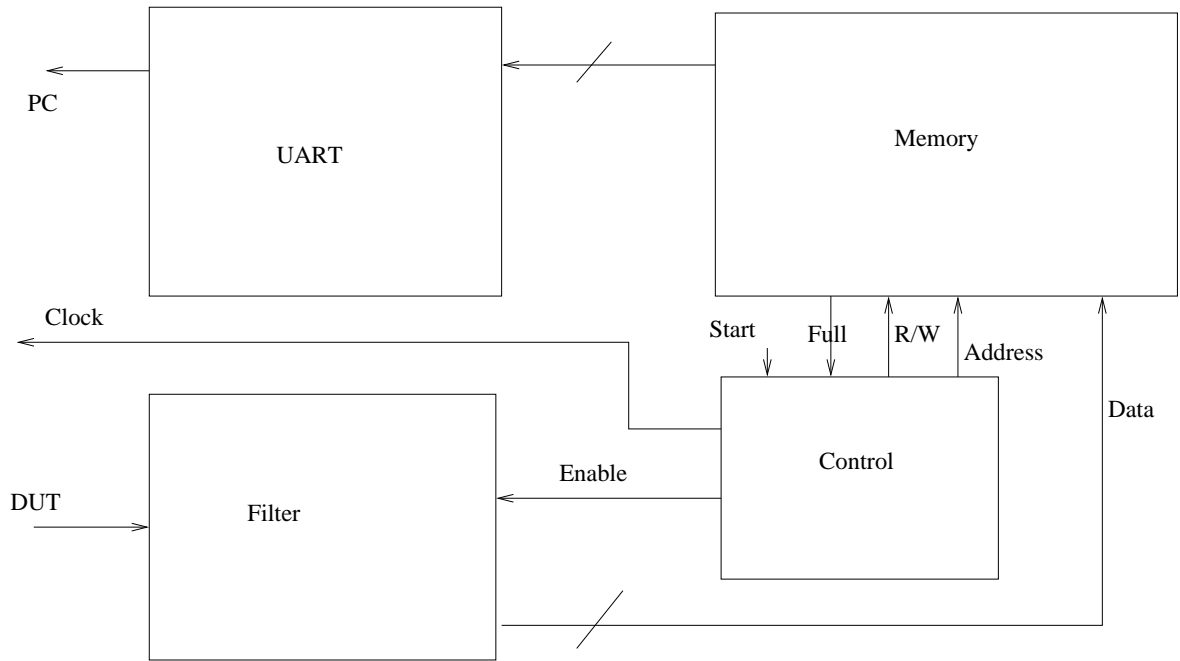 PC
UART
Memory
Clock
Start
Full
R/W
Address
Data
Control
Enable
DUT
Filter